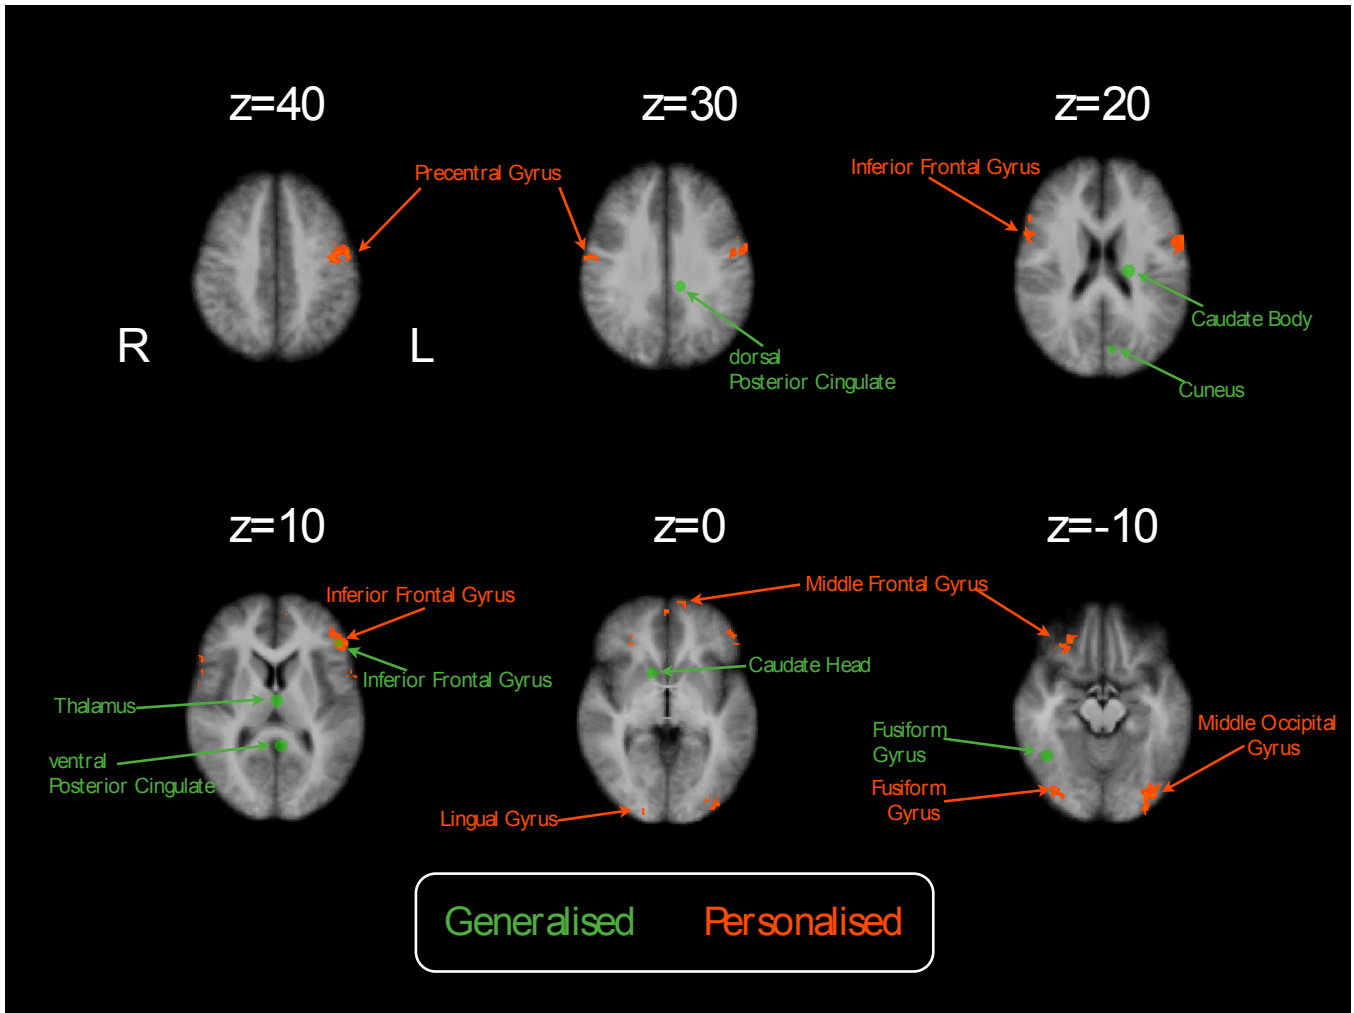 z=40
z=30
z=20
Precentral Gyrus
Inferior Frontal Gyrus
R
L
dorsal
Posterior Cingulate
Caudate Body
Cuneus
z=10
z=0
z=-10
Inferior Frontal Gyrus
Middle Frontal Gyrus
Inferior Frontal Gyrus
Caudate Head
Thalamus
ventral
Posterior Cingulate
Fusiform
Gyrus
Middle Occipital
Gyrus
Fusiform
Gyrus
Lingual Gyrus
Generalised
Personalised